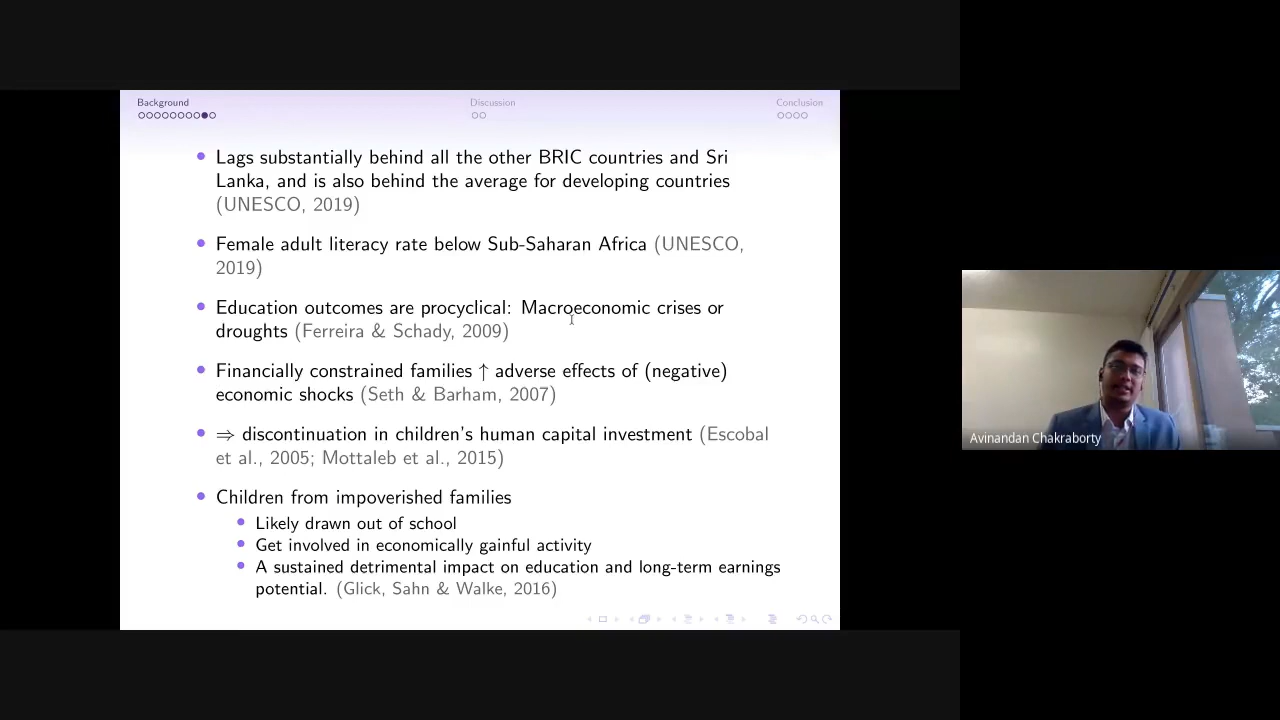 Background
Discussion
Conclusion
Lags substantially behind all the other BRIC countries and Sri
Lanka, and is also behind the average for developing countries
(UNESCO, 2019)
Female adult literacy rate below Sub-Saharan Africa (UNESCO,
2019)
Education outcomes are procyclical: Macroeconomic crises or
droughts (Ferreira & Schady, 2009)
Financially constrained families ↑ adverse effects of (negative)
economic shocks (Seth & Barham, 2007)
⇒ discontinuation in children's human capital investment (Escobal
et al., 2005; Mottaleb et al., 2015)
Children from impoverished families
Likely drawn out of school
Get involved in economically gainful activity
A sustained detrimental impact on education and long-term earnings
potential. (Glick, Sahn & Walke, 2016)
Avinandan Chakraborty